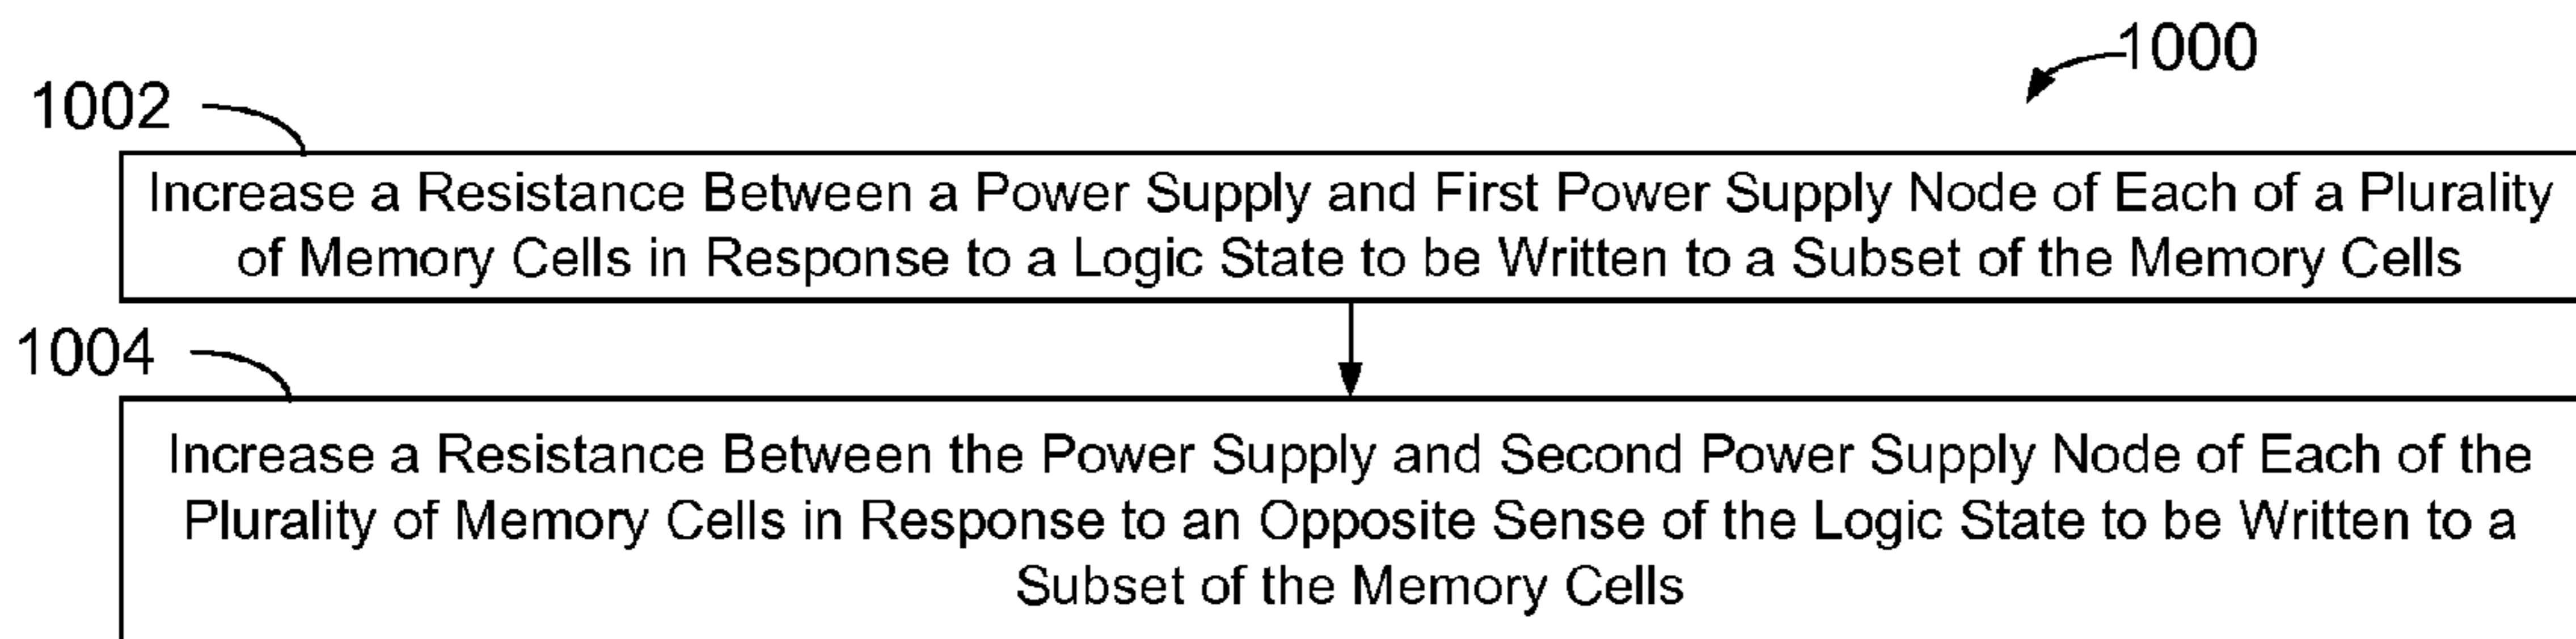 1000
1002
Increase a Resistance Between a Power Supply and First Power Supply Node of Each of a Plurality
of Memory Cells in Response to a Logic State to be Written to a Subset of the Memory Cells
1004
Increase a Resistance Between the Power Supply and Second Power Supply Node of Each of the
Plurality of Memory Cells in Response to an Opposite Sense of the Logic State to be Written to a
Subset of the Memory Cells